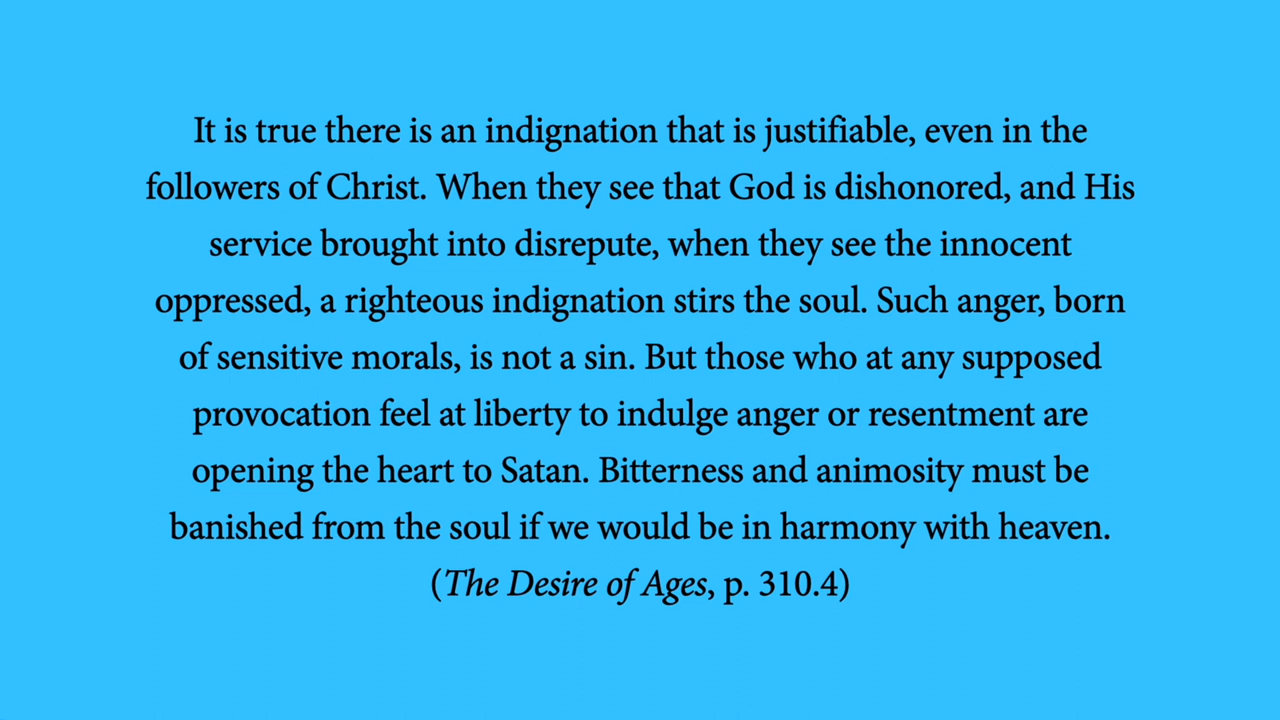 It is true there is an indignation that is justifiable, even in the
followers of Christ. When they see that God is dishonored, and His
service brought into disrepute, when they see the innocent
oppressed, a righteous indignation stirs the soul. Such anger, born
of sensitive morals, is not a sin. But those who at any supposed
provocation feel at liberty to indulge anger or resentment are
opening the heart to Satan. Bitterness and animosity must be
banished from the soul if we would be in harmony with heaven.
(The Desire of Ages, p. 310.4)